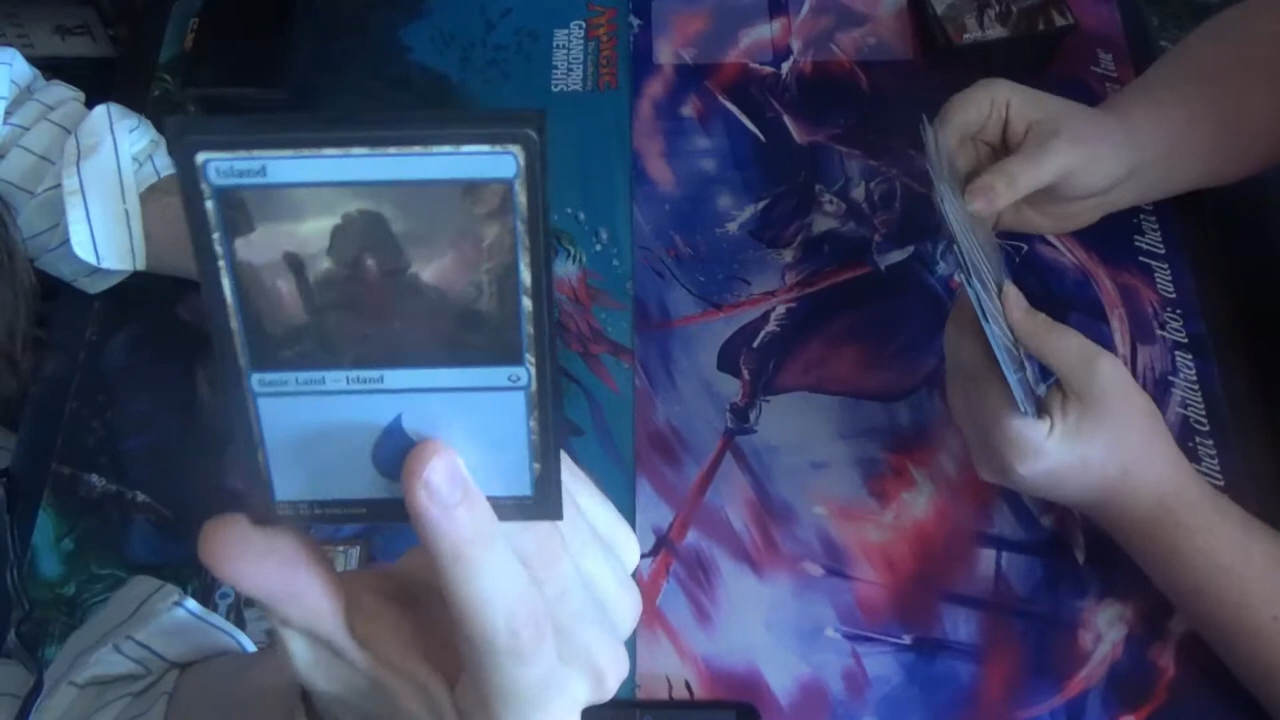 MAGIC
The Gathering
GRAND PRIX
MEMPHIS
Island
Basic Land — Island
their children too; and their